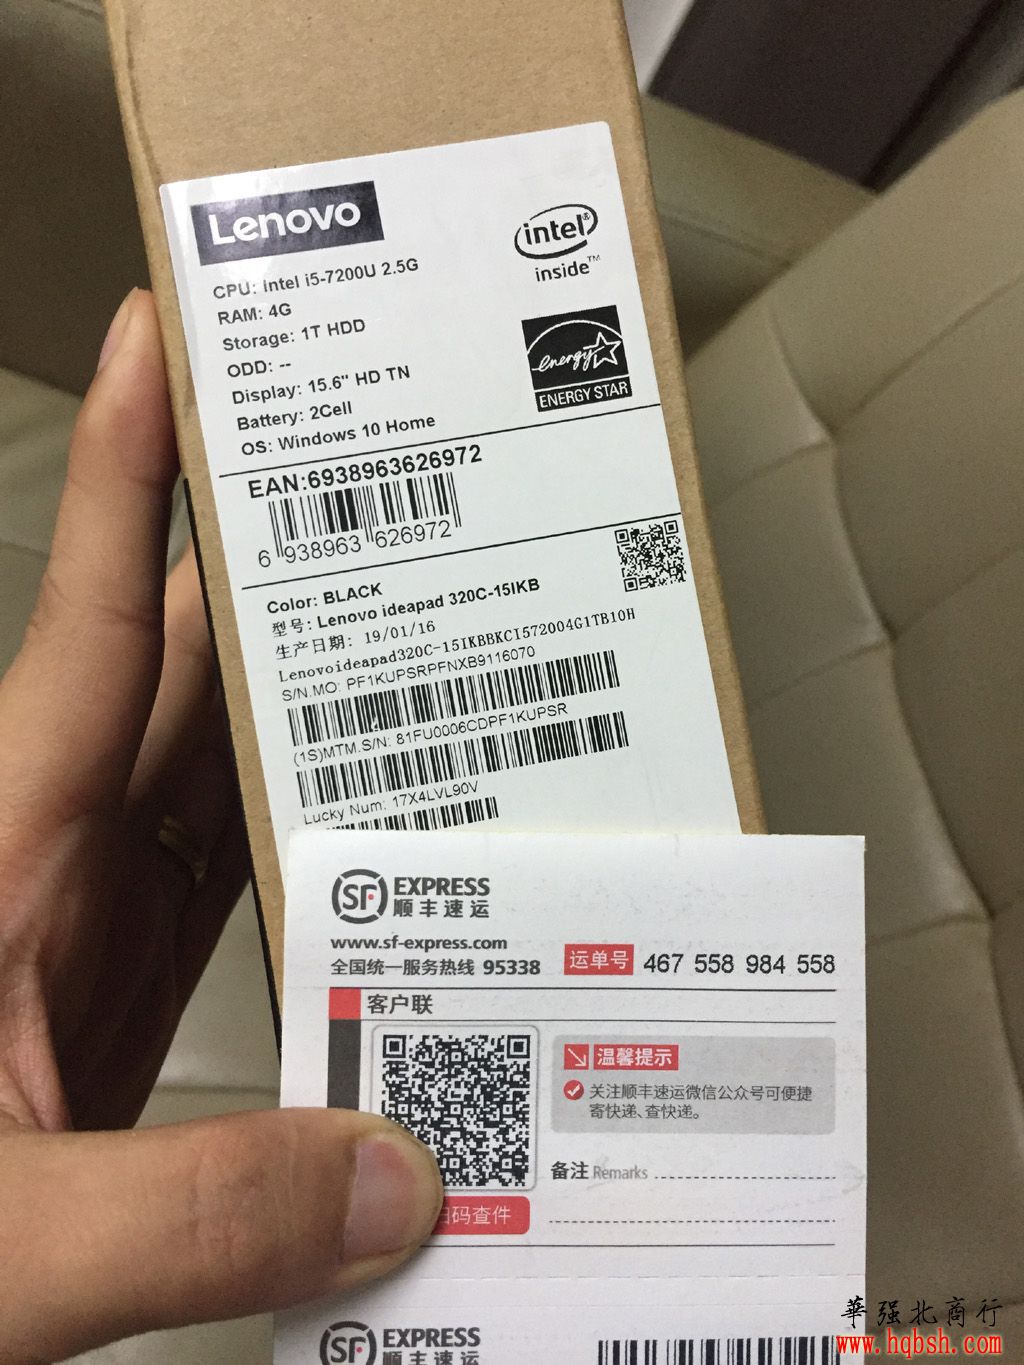 Lenovo
intel®
inside™
CPU: Intel i5-7200U 2.5G
RAM: 4G
Storage: 1T HDD
ODD: --
Display: 15.6" HD TN
Battery: 2Cell
OS: Windows 10 Home
energy
ENERGY STAR
EAN:6938963626972
6 938963 626972
Color: BLACK
型号: Lenovo ideapad 320C-15IKB
生产日期: 19/01/16
Lenovoideapad320C-15IKBBKCI572004G1TB10H
S/N.MO: PF1KUPSRPFNXB9116070
(1S)MTM.S/N: 81FU0006CDPF1KUPSR
Lucky Num: 17X4LVL90V
SF EXPRESS
顺丰速运
www.sf-express.com
全国统一服务热线 95338
运单号 467 558 984 558
客户联
温馨提示
关注顺丰速运微信公众号可便捷
寄快递、查快递。
备注 Remarks
码查件
SF EXPRESS
顺丰速运
華强北商行
www.hqbsh.com